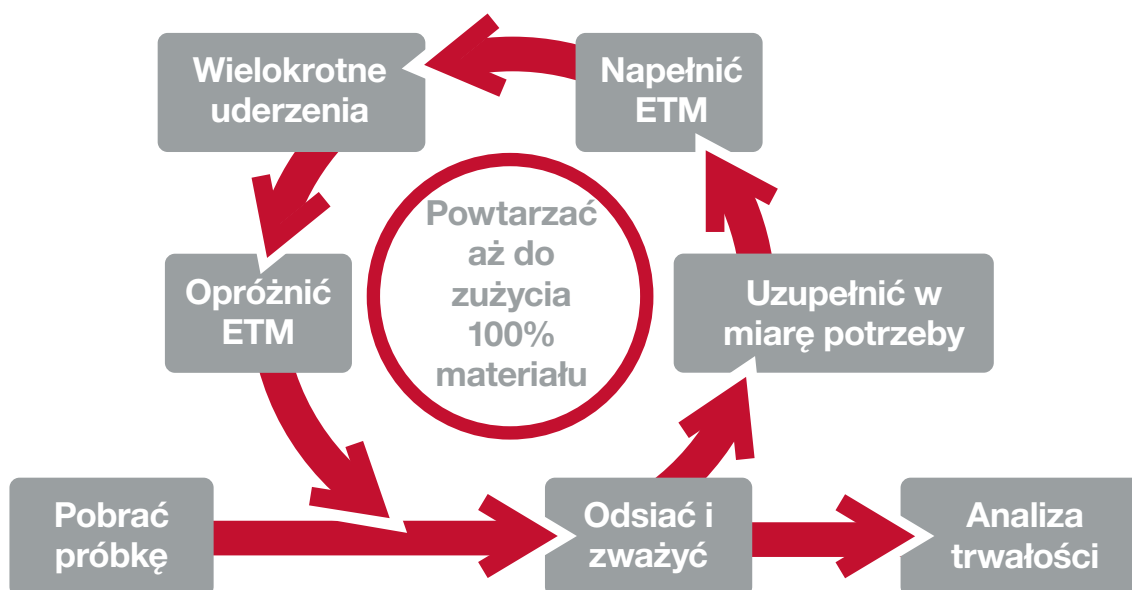 Wielokrotne
uderzenia
Napełnić
ETM
Powtarzać
aż do
zużycia
100%
materiału
Opróżnić
ETM
Uzupełnić w
miarę potrzeby
Pobrać
próbkę
Odsiać i
zważyć
Analiza
trwałości